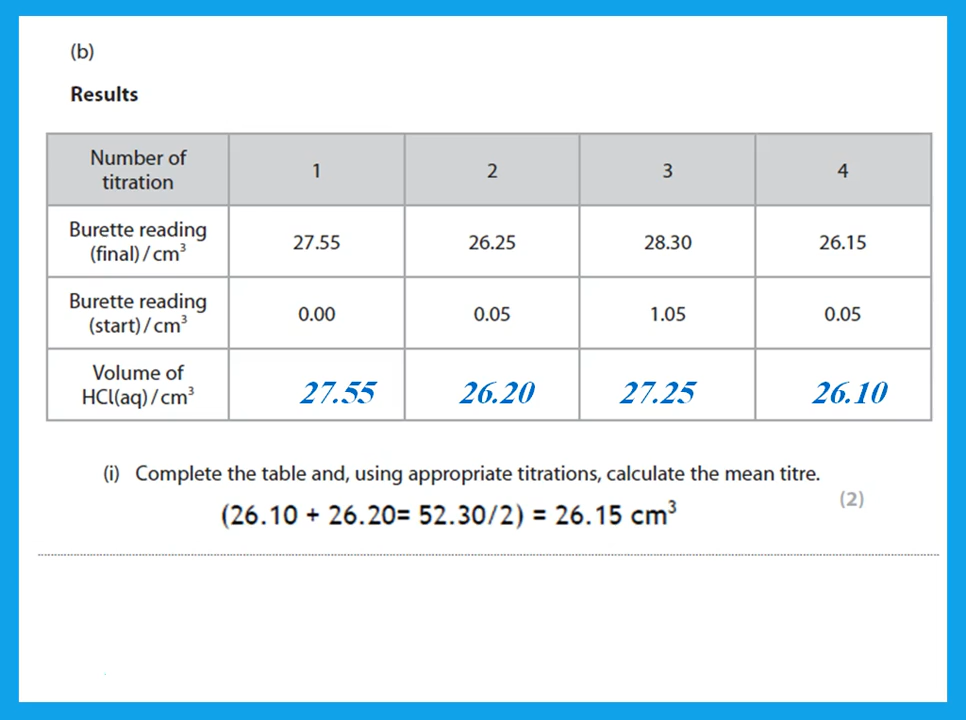 (b)
Results
Number of titration 1 2 3 4
Burette reading (final)/cm³ 27.55 26.25 28.30 26.15
Burette reading (start)/cm³ 0.00 0.05 1.05 0.05
Volume of HCl(aq)/cm³ 27.55 26.20 27.25 26.10
(i) Complete the table and, using appropriate titrations, calculate the mean titre.
(2)
(26.10 + 26.20= 52.30/2) = 26.15 cm³